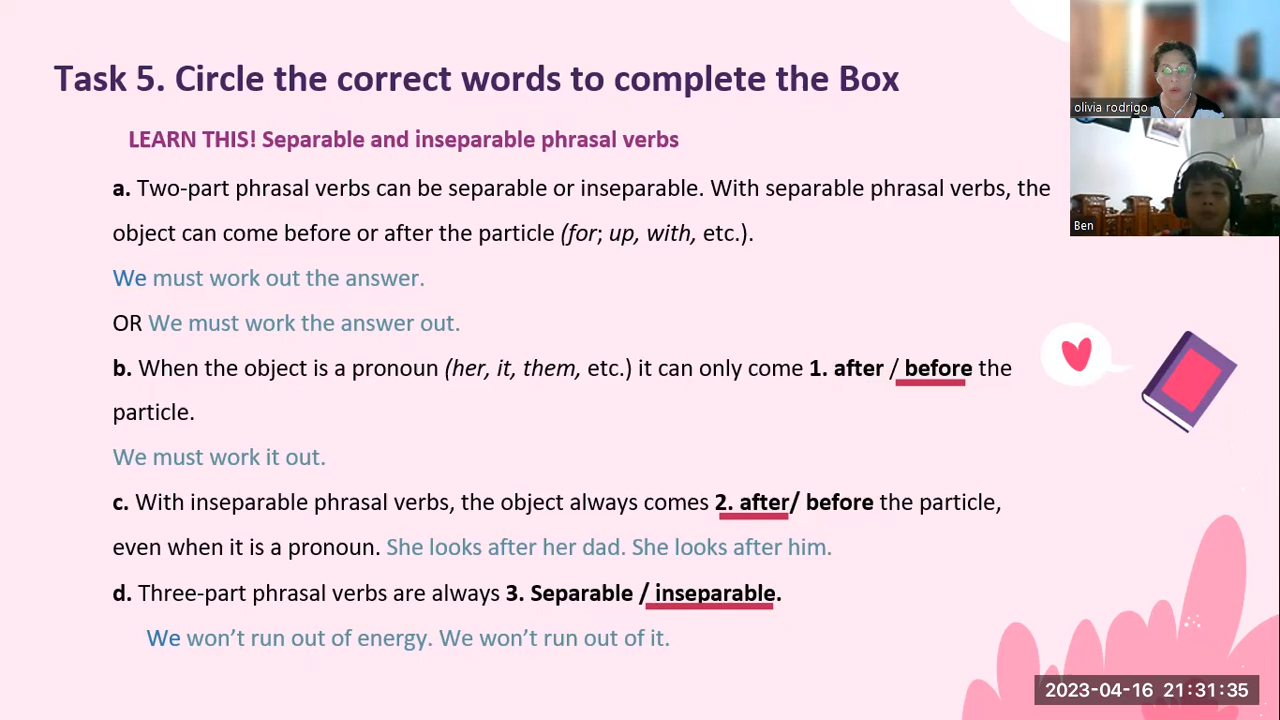 Task 5. Circle the correct words to complete the Box
LEARN THIS! Separable and inseparable phrasal verbs
a. Two-part phrasal verbs can be separable or inseparable. With separable phrasal verbs, the
object can come before or after the particle (for; up, with, etc.).
We must work out the answer.
OR We must work the answer out.
b. When the object is a pronoun (her, it, them, etc.) it can only come 1. after / before the
particle.
We must work it out.
c. With inseparable phrasal verbs, the object always comes 2. after/ before the particle,
even when it is a pronoun. She looks after her dad. She looks after him.
d. Three-part phrasal verbs are always 3. Separable / inseparable.
We won’t run out of energy. We won’t run out of it.
olivia rodrigo
Ben
2023-04-16 21:31:35